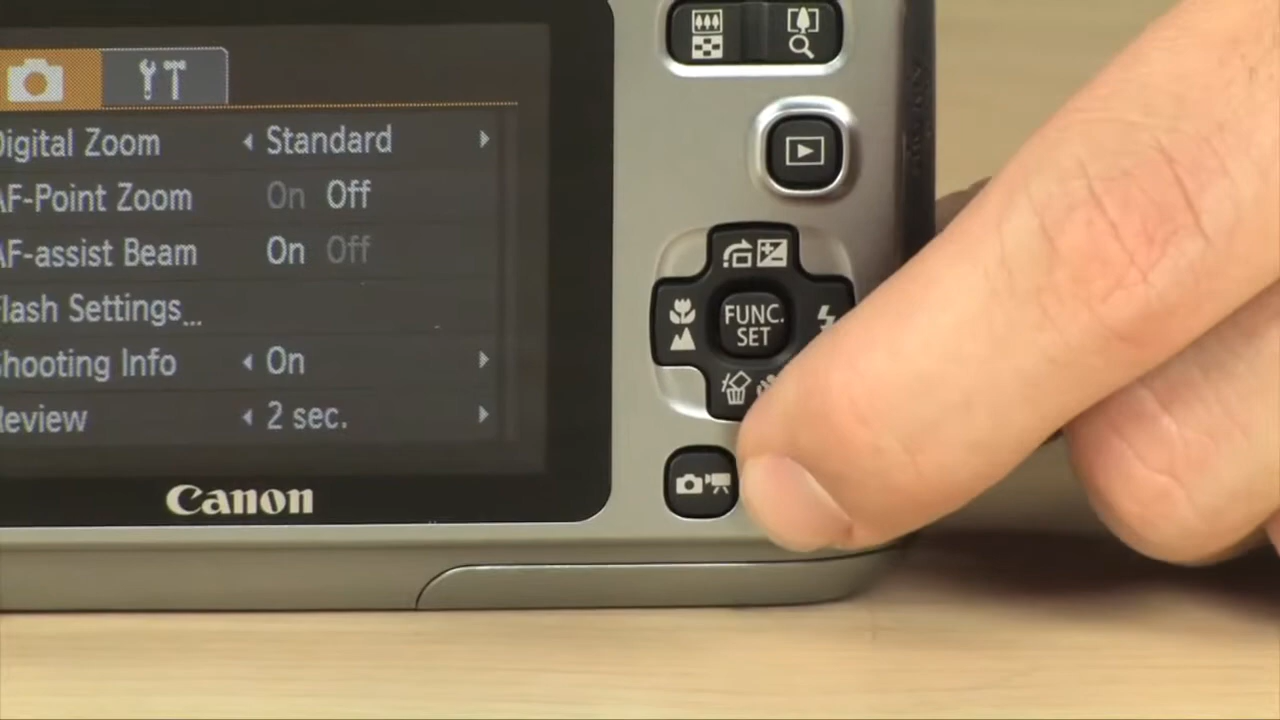 Digital Zoom Standard
AF-Point Zoom On Off
AF-assist Beam On Off
Flash Settings...
Shooting Info On
Review 2 sec.
Canon
FUNC.
SET